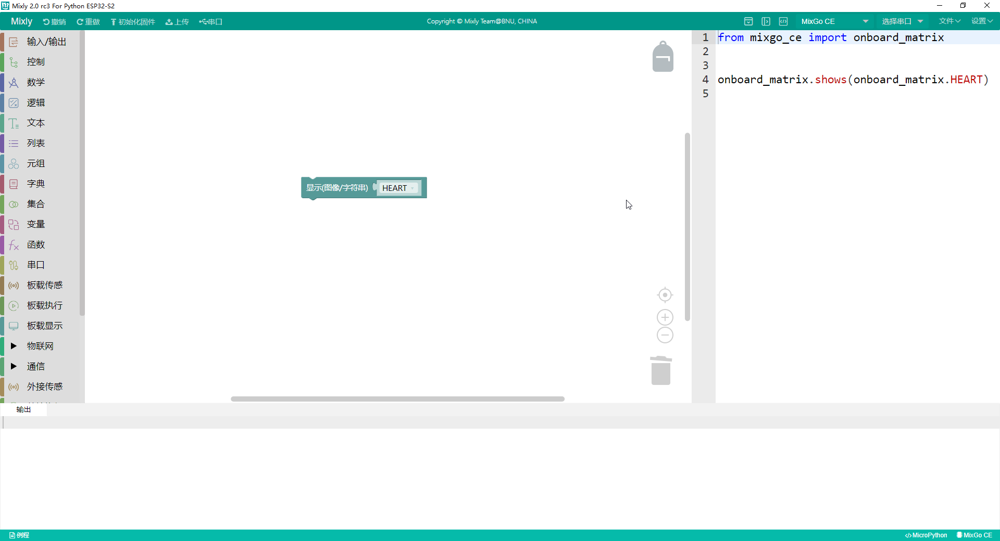 Mixly 2.0 rc3 For Python ESP32-S2
Mixly 撤销 重做 初始化固件 上传 串口 Copyright © Mixly Team@BNU, CHINA MixGo CE 选择串口 文件 设置
输入/输出
控制
数学
逻辑
文本
列表
元组
字典
集合
变量
函数
串口
板载传感
板载执行
板载显示
物联网
通信
外接传感
显示(图像/字符串) HEART
1 from mixgo_ce import onboard_matrix
2
3
4 onboard_matrix.shows(onboard_matrix.HEART)
5
输出
例程 </>MicroPython MixGo CE